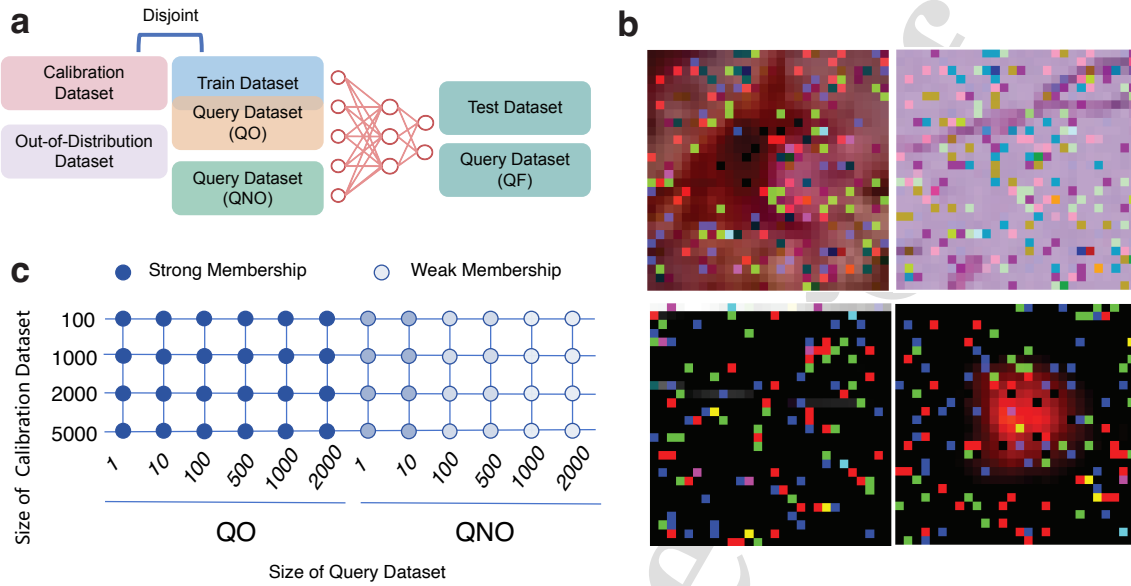 a
Disjoint
Calibration
Dataset
Out-of-Distribution
Dataset
Train Dataset
Query Dataset
(QO)
Query Dataset
(QNO)
Test Dataset
Query Dataset
(QF)
b
c
Strong Membership
Weak Membership
Size of Calibration Dataset
100
1000
2000
5000
1
10
100
500
1000
2000
1
10
100
500
1000
2000
QO
QNO
Size of Query Dataset